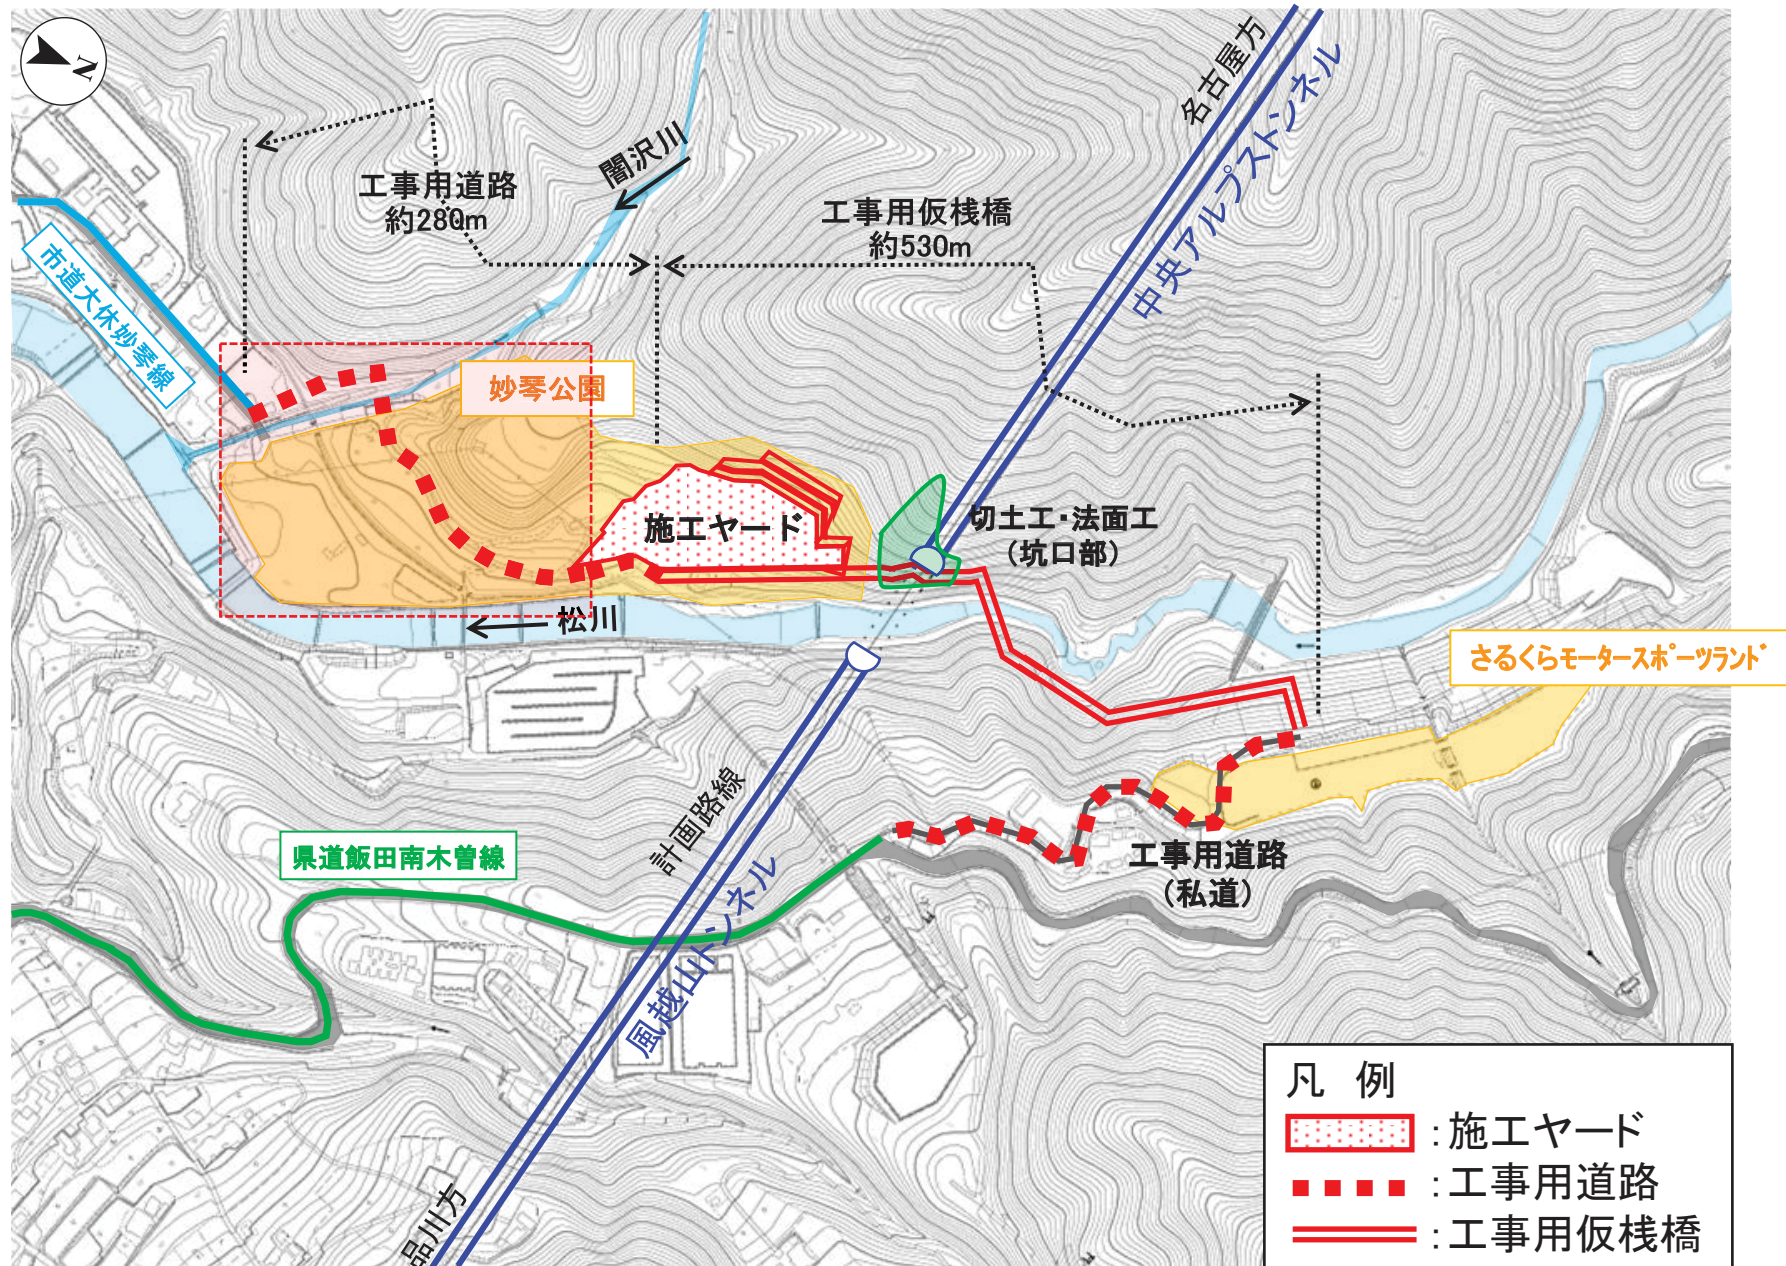 N
名古屋方
中央アルプストンネル
闇沢川
工事用道路
約280m
工事用仮桟橋
約530m
市道大休妙琴線
妙琴公園
施工ヤード
切土工・法面工
(坑口部)
松川
さるくらモータースポーツランド
計画路線
県道飯田南木曽線
工事用道路
(私道)
風越山トンネル
品川方
凡 例
:施工ヤード
:工事用道路
:工事用仮桟橋